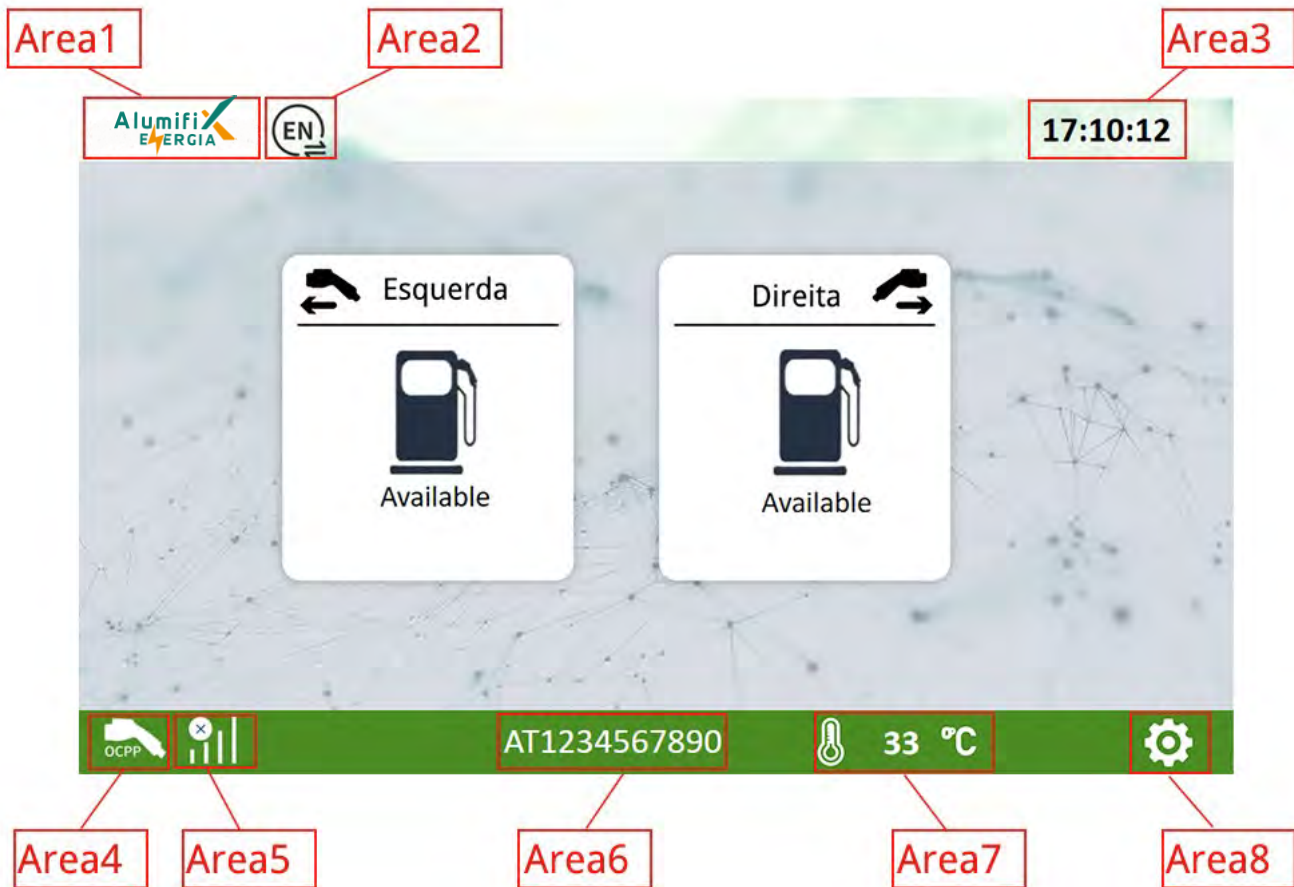 Area1
Area2
Area3
Alumifix
ENERGIA
EN
17:10:12
Esquerda
Direita
Available
Available
OCPP
AT1234567890
33 ℃
Area4
Area5
Area6
Area7
Area8